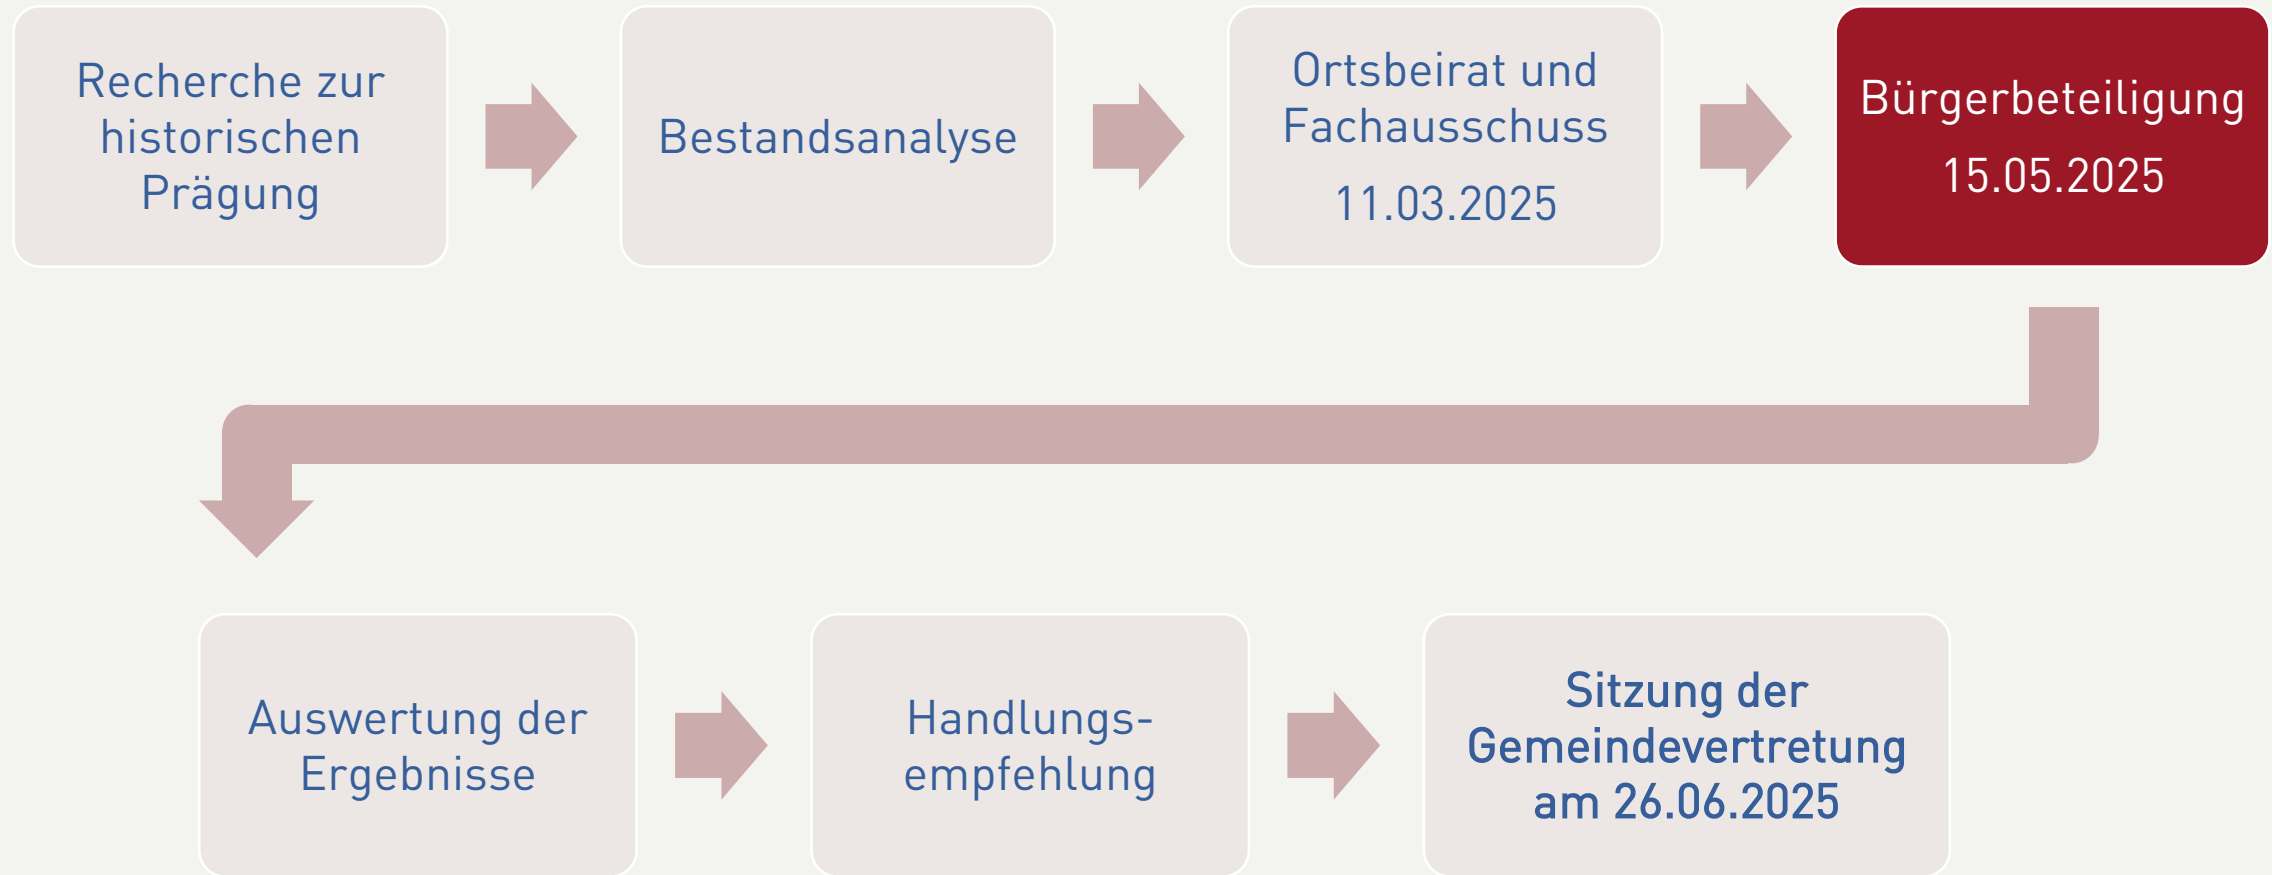 Recherche zur
historischen
Prägung
Bestandsanalyse
Ortsbeirat und
Fachausschuss
11.03.2025
Bürgerbeteiligung
15.05.2025
Auswertung der
Ergebnisse
Handlungs-
empfehlung
Sitzung der
Gemeindevertretung
am 26.06.2025